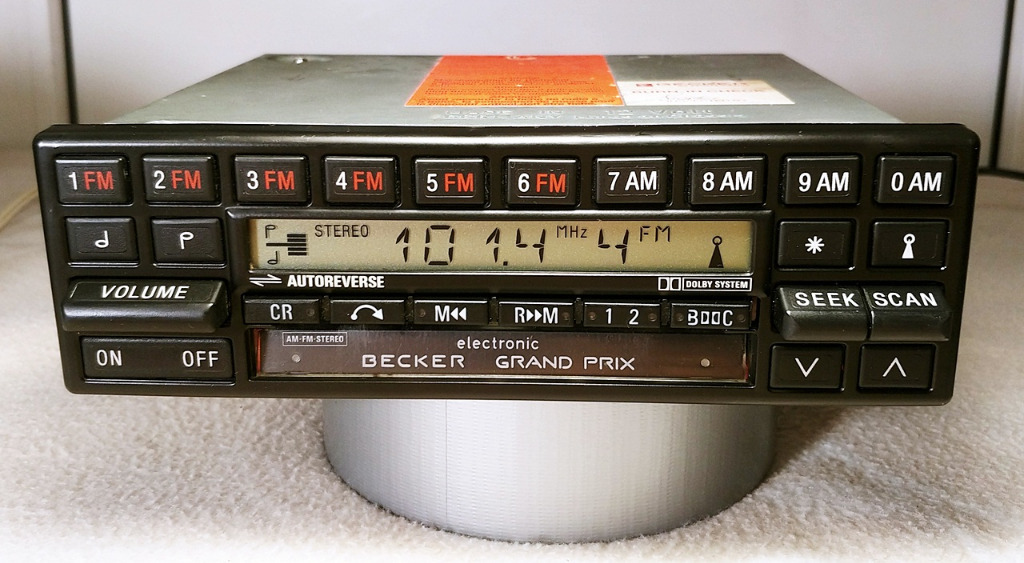 1 FM 2 FM 3 FM 4 FM 5 FM 6 FM 7 AM 8 AM 9 AM 0 AM
STEREO 101.4 MHz 4 FM
AUTOREVERSE DOLBY SYSTEM
VOLUME
CR M R M 1 2 B C
SEEK SCAN
ON OFF
AM-FM-STEREO
electronic
BECKER GRAND PRIX